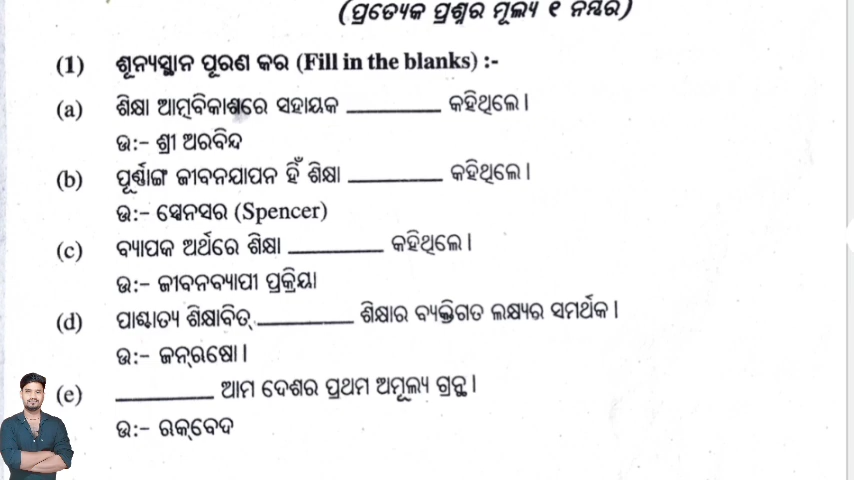 (ପ୍ରତ୍ୟେକ ପ୍ରଶ୍ନର ମୂଲ୍ୟ ୧ ନମ୍ବର)
(1) ଶୂନ୍ୟସ୍ଥାନ ପୂରଣ କର (Fill in the blanks) :-
(a) ଶିକ୍ଷା ଆତ୍ମବିକାଶରେ ସହାୟକ ________ କହିଥିଲେ।
ଉ:- ଶ୍ରୀ ଅରବିନ୍ଦ
(b) ପୂର୍ଣ୍ଣାଙ୍ଗ ଜୀବନଯାପନ ହିଁ ଶିକ୍ଷା ________ କହିଥିଲେ।
ଉ:- ସ୍ପେନସର (Spencer)
(c) ବ୍ୟାପକ ଅର୍ଥରେ ଶିକ୍ଷା ________ କହିଥିଲେ।
ଉ:- ଜୀବନବ୍ୟାପୀ ପ୍ରକ୍ରିୟା
(d) ପାଶ୍ଚାତ୍ୟ ଶିକ୍ଷାବିତ୍ ________ ଶିକ୍ଷାର ବ୍ୟକ୍ତିଗତ ଲକ୍ଷ୍ୟର ସମର୍ଥକ।
ଉ:- ଜନ୍‌ଋଷୋ।
(e) ________ ଆମ ଦେଶର ପ୍ରଥମ ଅମୂଲ୍ୟ ଗ୍ରନ୍ଥ।
ଉ:- ଋକ୍‌ବେଦ